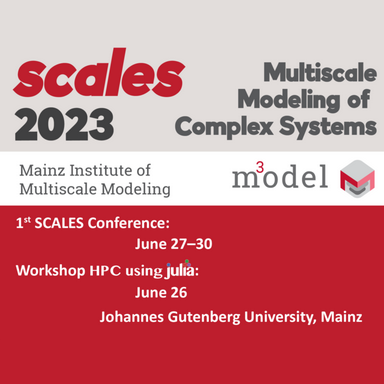 scales
2023
Multiscale
Modeling of
Complex Systems
Mainz Institute of
Multiscale Modeling
m³odel
1st SCALES Conference:
June 27–30
Workshop HPC using julia:
June 26
Johannes Gutenberg University, Mainz